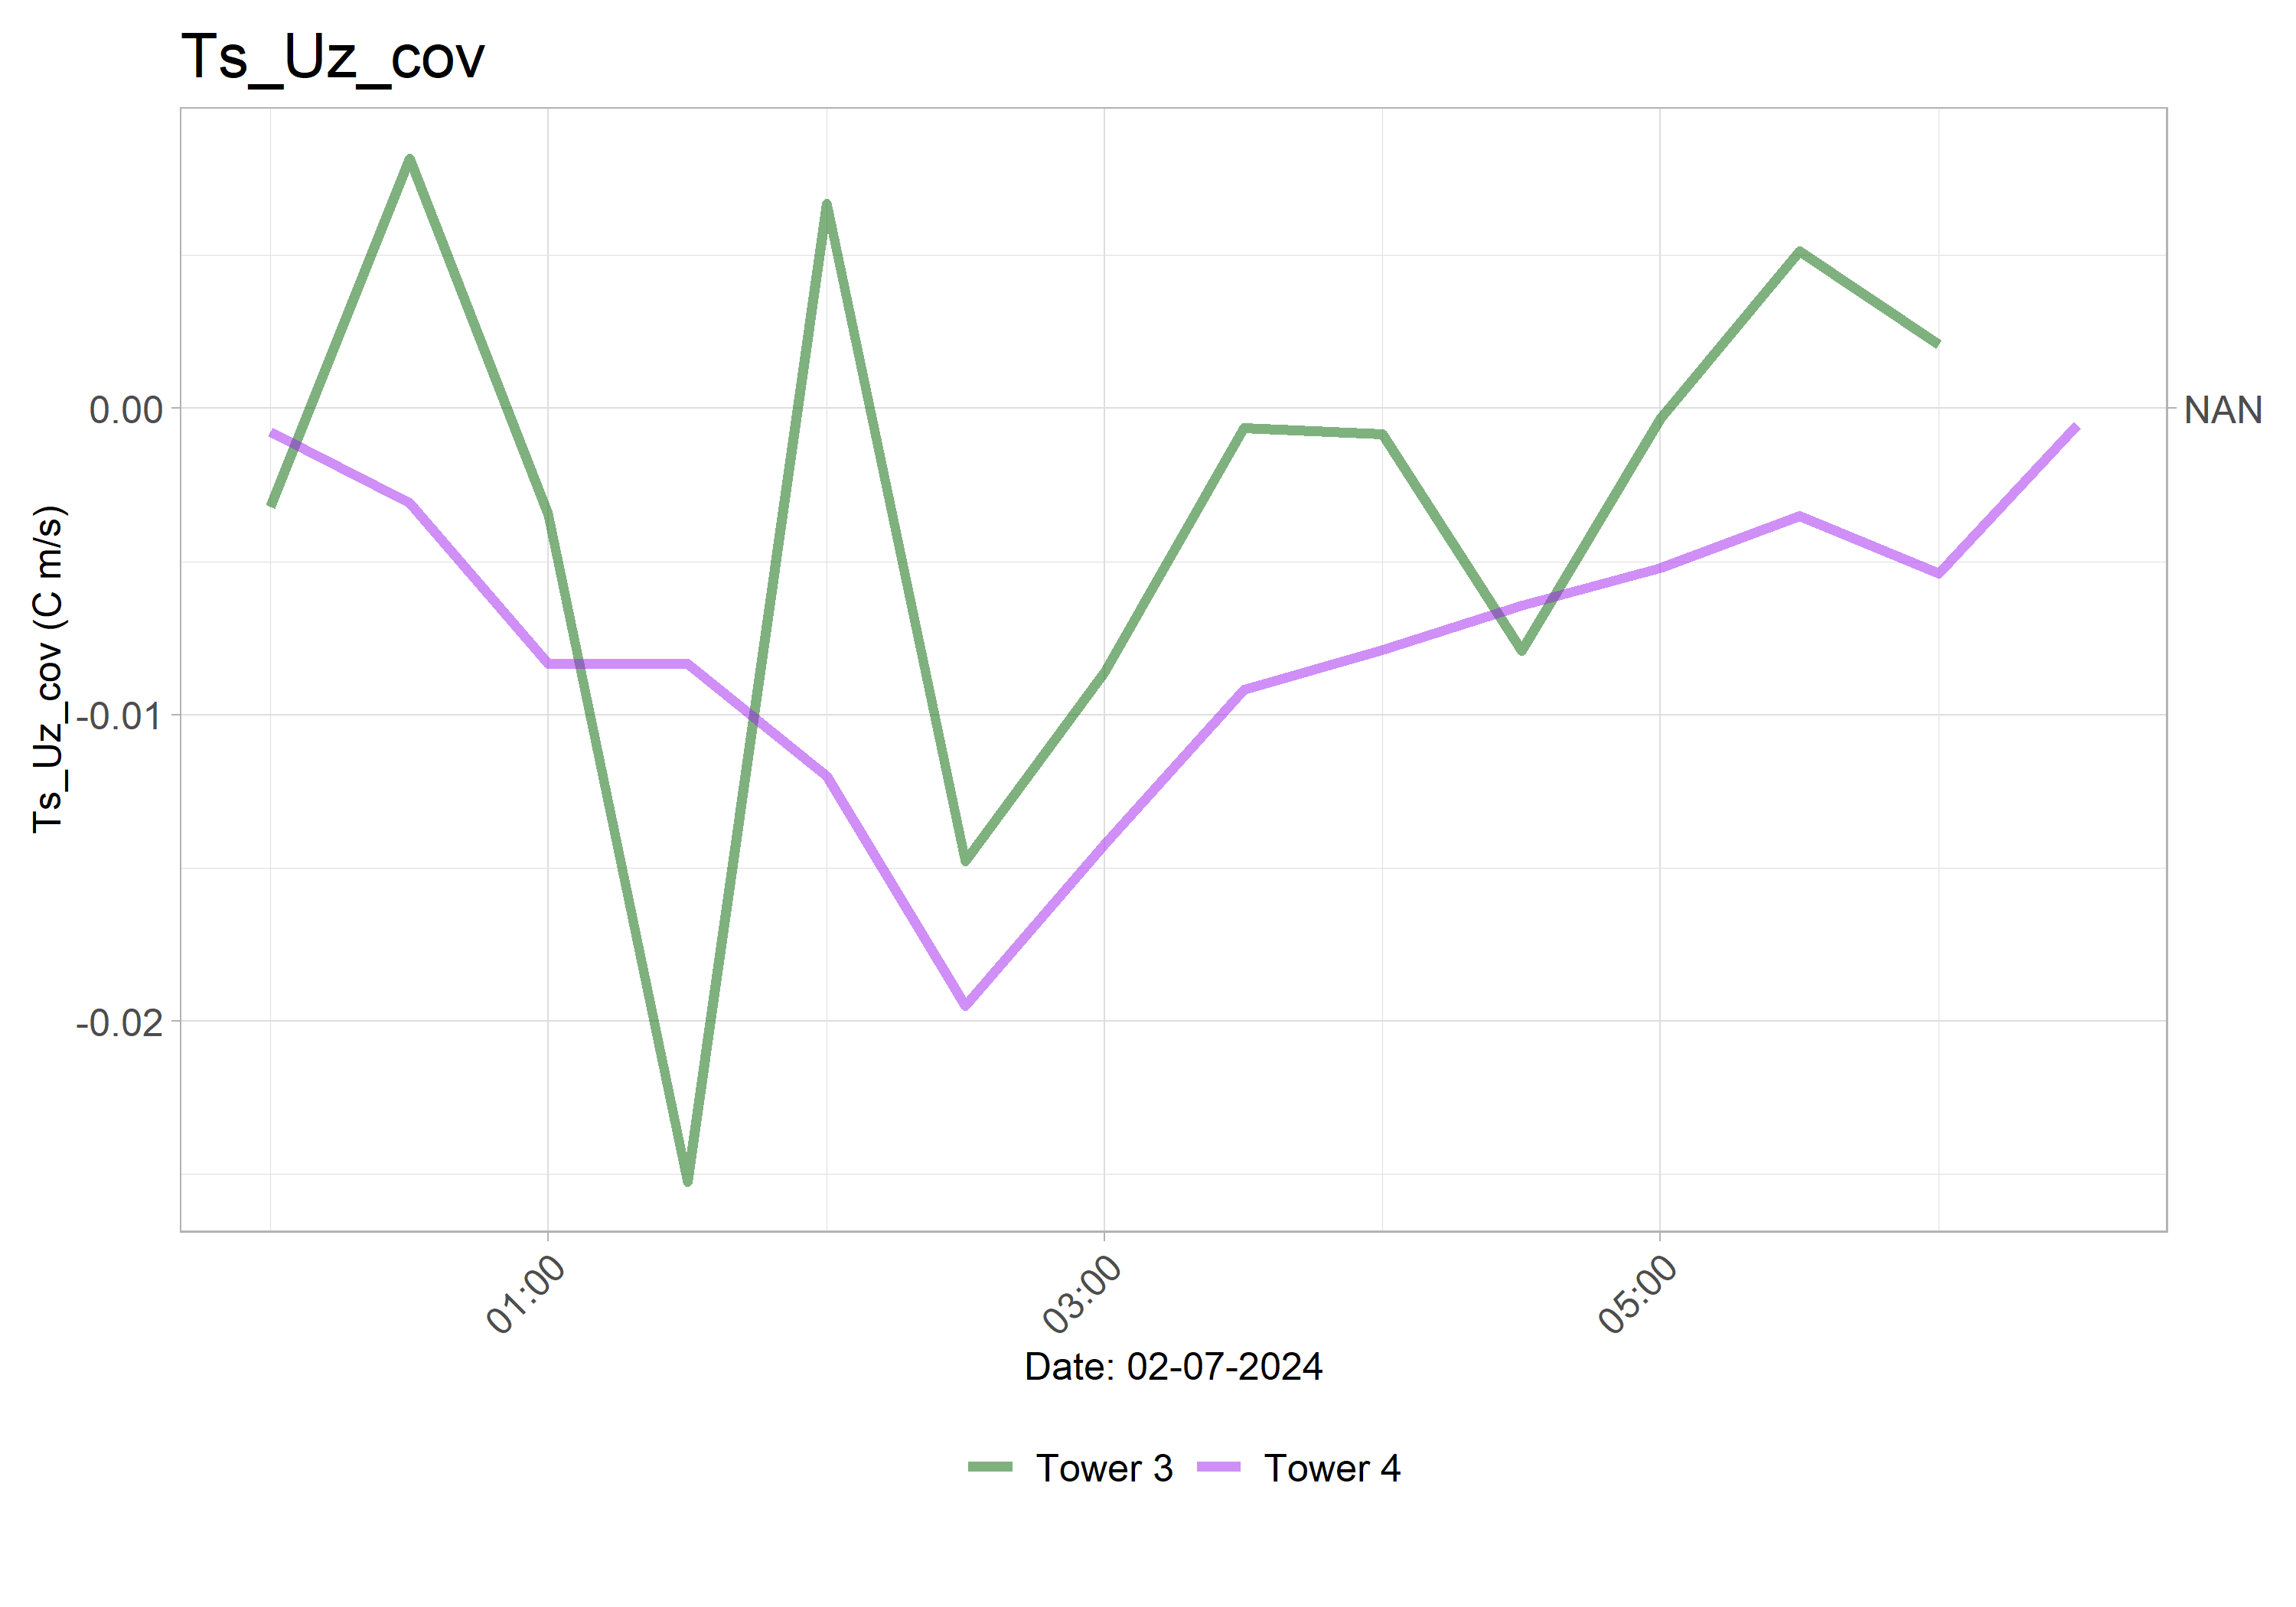 Ts_Uz_cov
Ts_Uz_cov (C m/s)
0.00
-0.01
-0.02
NAN
01:00
03:00
05:00
Date: 02-07-2024
Tower 3
Tower 4